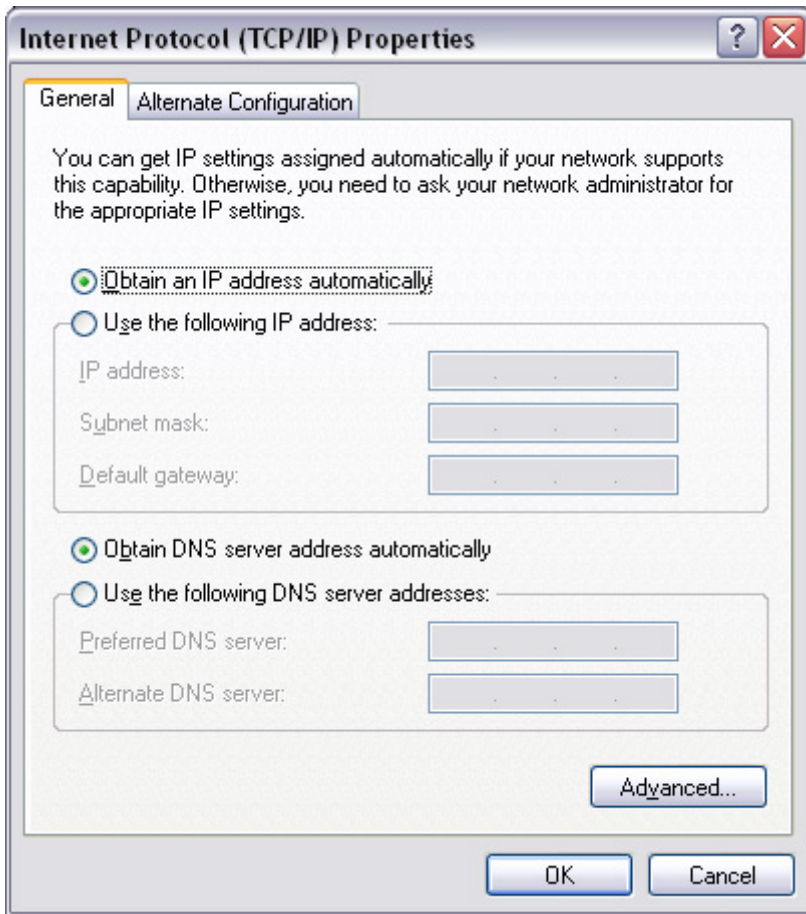 Internet Protocol (TCP/IP) Properties
?
General
Alternate Configuration
You can get IP settings assigned automatically if your network supports
this capability. Otherwise, you need to ask your network administrator for
the appropriate IP settings.
Obtain an IP address automatically
Use the following IP address:
IP address:
Subnet mask:
Default gateway:
Obtain DNS server address automatically
Use the following DNS server addresses:
Preferred DNS server:
Alternate DNS server:
Advanced...
OK
Cancel